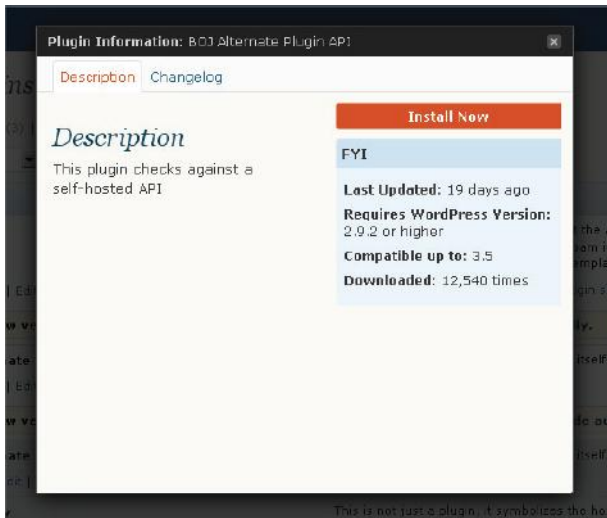 Plugin Information: BOJ Alternate Plugin API
Description Changelog
Install Now
Description
This plugin checks against a
self-hosted API
FYI
Last Updated: 19 days ago
Requires WordPress Version:
2.9.2 or higher
Compatible up to: 3.5
Downloaded: 12,540 times
This is not just a plugin, it symbolizes the ho